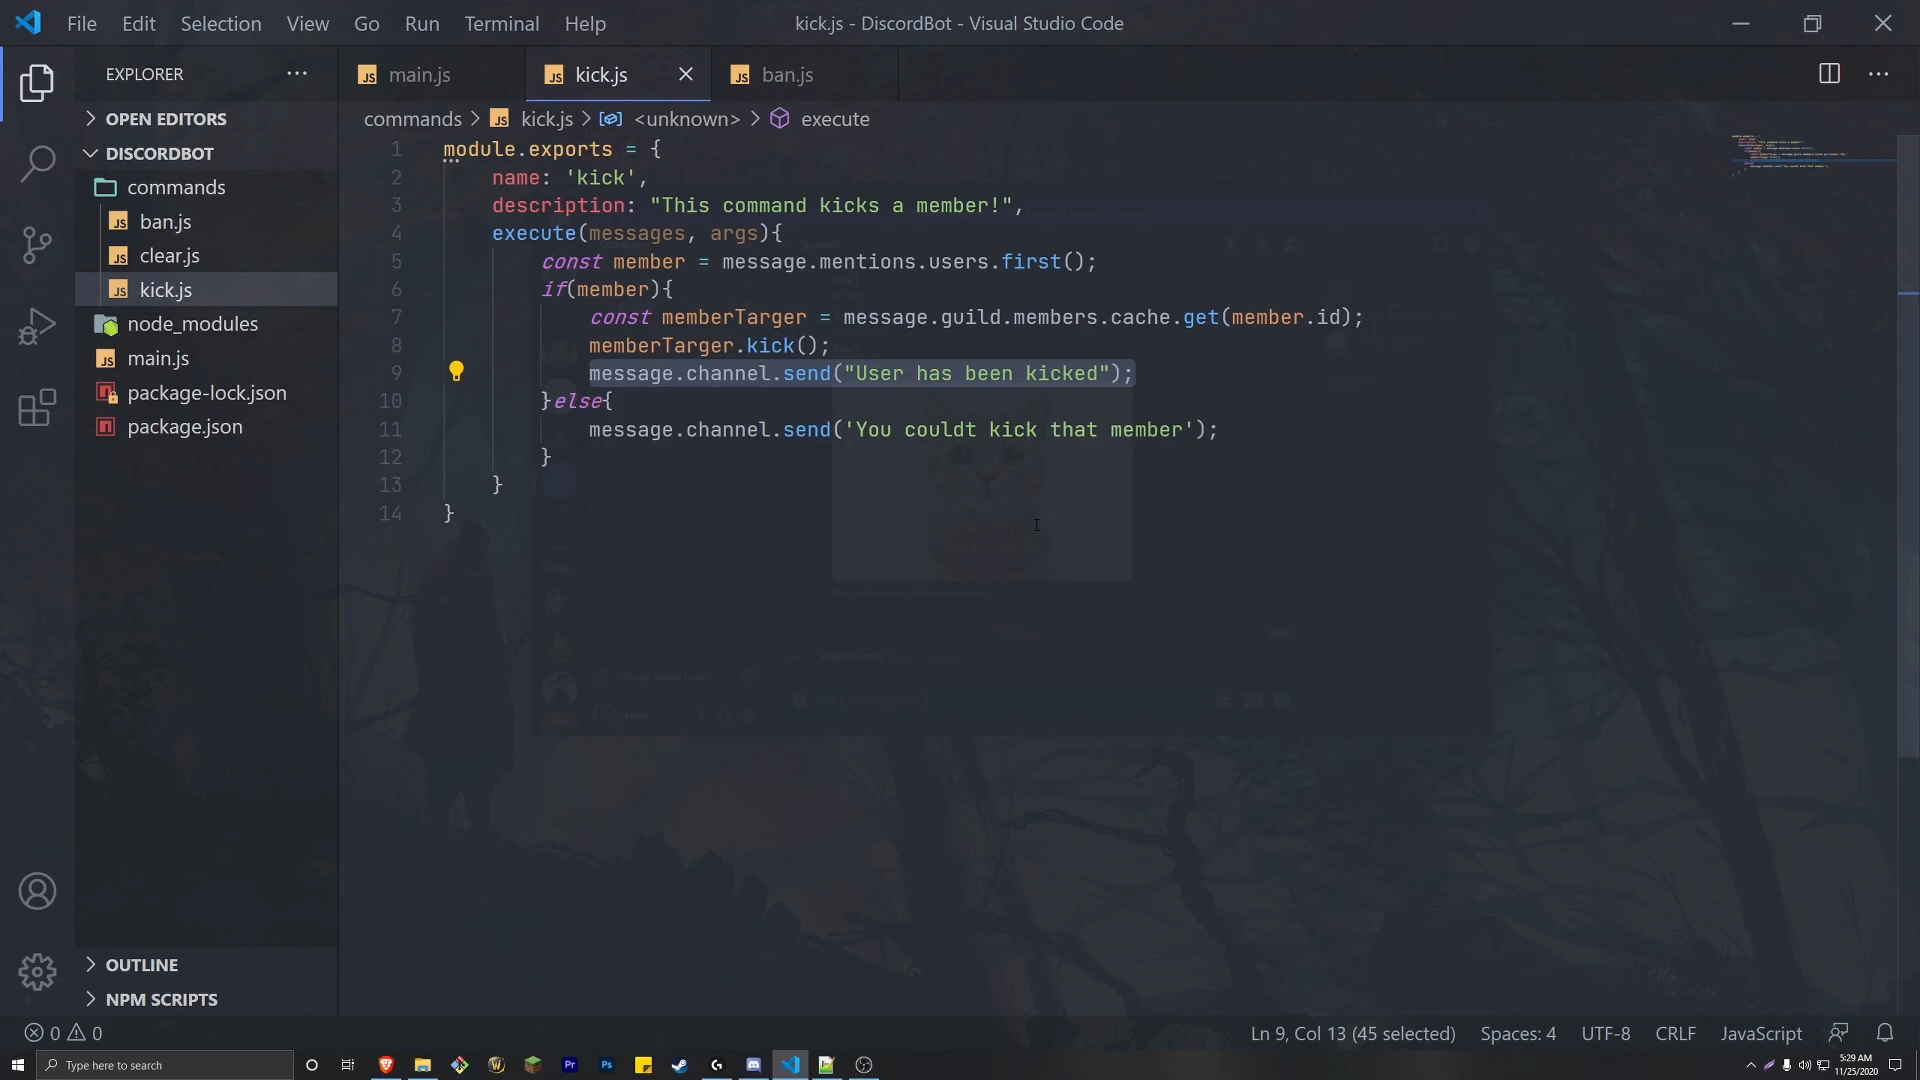 File Edit Selection View Go Run Terminal Help
kick.js - DiscordBot - Visual Studio Code
EXPLORER
main.js
kick.js
ban.js
OPEN EDITORS
commands > kick.js > <unknown> > execute
DISCORDBOT
commands
ban.js
clear.js
kick.js
node_modules
main.js
package-lock.json
package.json
1 module.exports = {
2 name: 'kick',
3 description: "This command kicks a member!",
4 execute(messages, args){
5 const member = message.mentions.users.first();
6 if(member){
7 const memberTarger = message.guild.members.cache.get(member.id);
8 memberTarger.kick();
9 message.channel.send("User has been kicked");
10 }else{
11 message.channel.send('You couldt kick that member');
12 }
13 }
14 }
OUTLINE
NPM SCRIPTS
0 0
Ln 9, Col 13 (45 selected) Spaces: 4 UTF-8 CRLF JavaScript
Type here to search
5:29 AM
11/25/2020